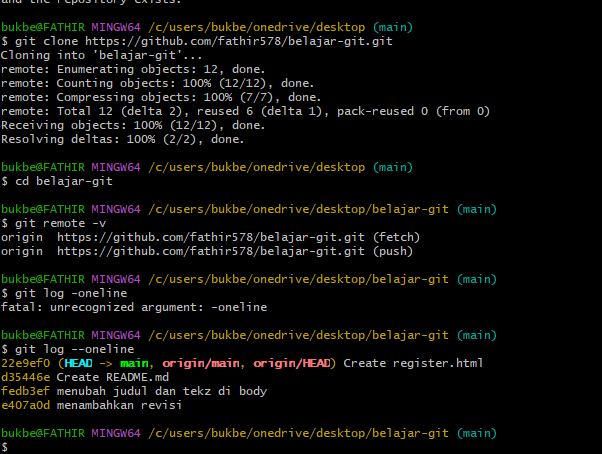 and the repository exists.
bukbe@FATHIR MINGW64 /c/users/bukbe/onedrive/desktop (main)
$ git clone https://github.com/fathir578/belajar-git.git
Cloning into 'belajar-git'...
remote: Enumerating objects: 12, done.
remote: Counting objects: 100% (12/12), done.
remote: Compressing objects: 100% (7/7), done.
remote: Total 12 (delta 2), reused 6 (delta 1), pack-reused 0 (from 0)
Receiving objects: 100% (12/12), done.
Resolving deltas: 100% (2/2), done.
bukbe@FATHIR MINGW64 /c/users/bukbe/onedrive/desktop (main)
$ cd belajar-git
bukbe@FATHIR MINGW64 /c/users/bukbe/onedrive/desktop/belajar-git (main)
$ git remote -v
origin  https://github.com/fathir578/belajar-git.git (fetch)
origin  https://github.com/fathir578/belajar-git.git (push)
bukbe@FATHIR MINGW64 /c/users/bukbe/onedrive/desktop/belajar-git (main)
$ git log -oneline
fatal: unrecognized argument: -oneline
bukbe@FATHIR MINGW64 /c/users/bukbe/onedrive/desktop/belajar-git (main)
$ git log --oneline
22e9ef0 (HEAD -> main, origin/main, origin/HEAD) Create register.html
d35446e Create README.md
fedb3ef menubah judul dan tekz di body
e407a0d menambahkan revisi
bukbe@FATHIR MINGW64 /c/users/bukbe/onedrive/desktop/belajar-git (main)
$